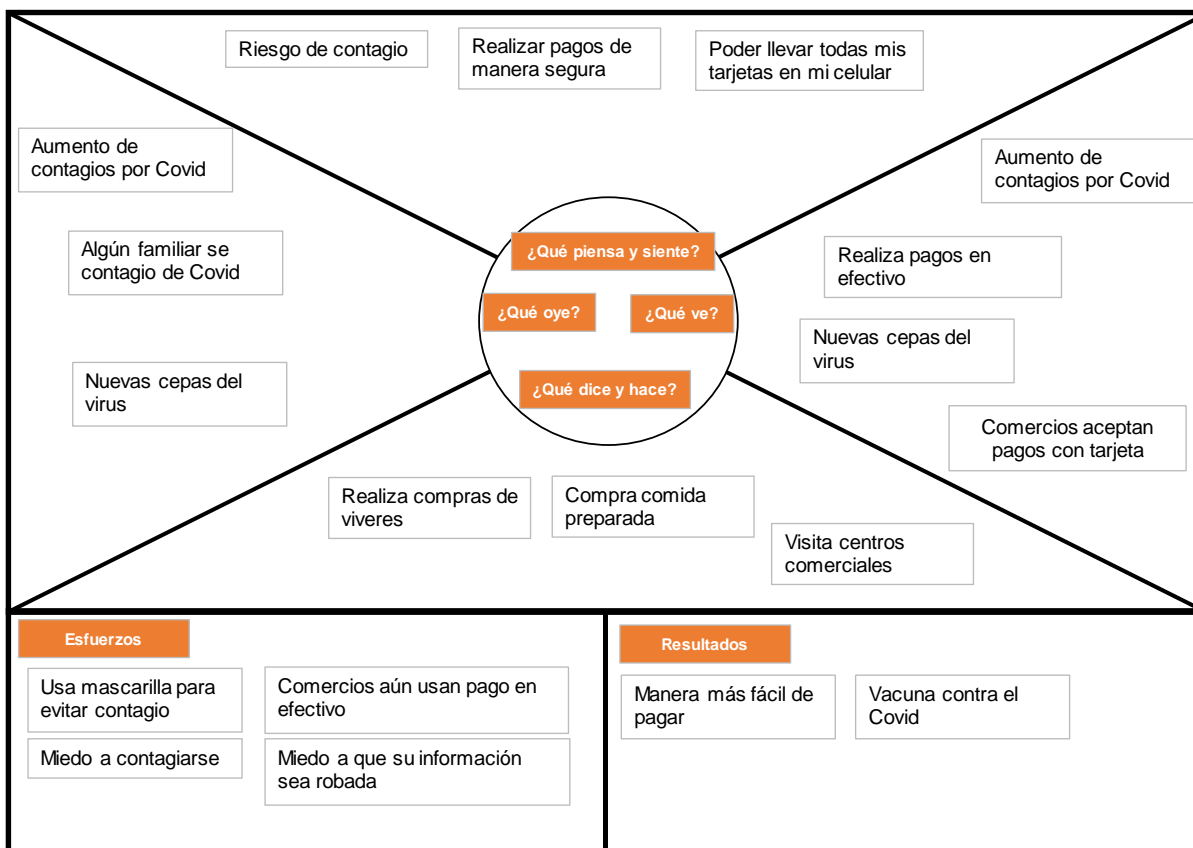 Riesgo de contagio
Realizar pagos de
manera segura
Poder llevar todas mis
tarjetas en mi celular
Aumento de
contagios por Covid
Algún familiar se
contagio de Covid
Nuevas cepas del
virus
¿Qué piensa y siente?
¿Qué oye?
¿Qué ve?
¿Qué dice y hace?
Aumento de
contagios por Covid
Realiza pagos en
efectivo
Nuevas cepas del
virus
Comercios aceptan
pagos con tarjeta
Realiza compras de
viveres
Compra comida
preparada
Visita centros
comerciales
Esfuerzos
Usa mascarilla para
evitar contagio
Comercios aún usan pago en
efectivo
Miedo a contagiarse
Miedo a que su información
sea robada
Resultados
Manera más fácil de
pagar
Vacuna contra el
Covid